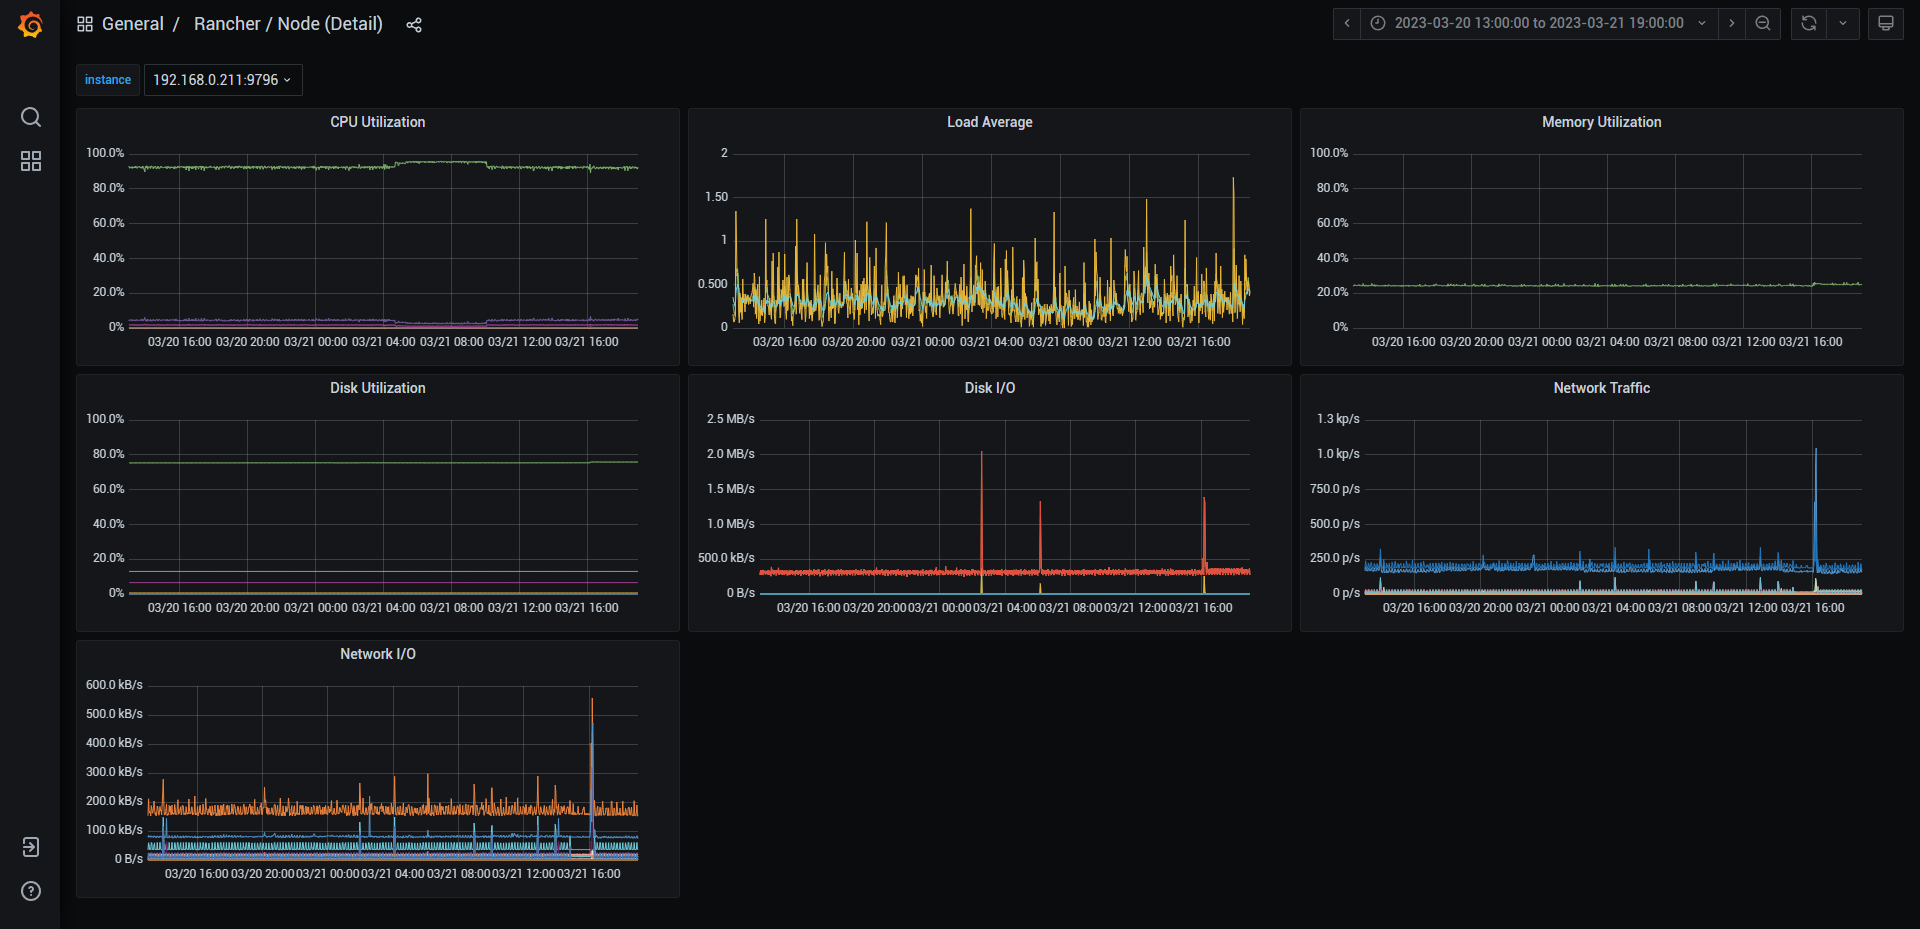 General / Rancher / Node (Detail)
2023-03-20 13:00:00 to 2023-03-21 19:00:00
instance
192.168.0.211:9796
CPU Utilization
100.0%
80.0%
60.0%
40.0%
20.0%
0%
03/20 16:00 03/20 20:00 03/21 00:00 03/21 04:00 03/21 08:00 03/21 12:00 03/21 16:00
Load Average
2
1.50
1
0.500
0
03/20 16:00 03/20 20:00 03/21 00:00 03/21 04:00 03/21 08:00 03/21 12:00 03/21 16:00
Memory Utilization
100.0%
80.0%
60.0%
40.0%
20.0%
0%
03/20 16:00 03/20 20:00 03/21 00:00 03/21 04:00 03/21 08:00 03/21 12:00 03/21 16:00
Disk Utilization
100.0%
80.0%
60.0%
40.0%
20.0%
0%
03/20 16:00 03/20 20:00 03/21 00:00 03/21 04:00 03/21 08:00 03/21 12:00 03/21 16:00
Disk I/O
2.5 MB/s
2.0 MB/s
1.5 MB/s
1.0 MB/s
500.0 kB/s
0 B/s
03/20 16:00 03/20 20:00 03/21 00:00 03/21 04:00 03/21 08:00 03/21 12:00 03/21 16:00
Network Traffic
1.3 kp/s
1.0 kp/s
750.0 p/s
500.0 p/s
250.0 p/s
0 p/s
03/20 16:00 03/20 20:00 03/21 00:00 03/21 04:00 03/21 08:00 03/21 12:00 03/21 16:00
Network I/O
600.0 kB/s
500.0 kB/s
400.0 kB/s
300.0 kB/s
200.0 kB/s
100.0 kB/s
0 B/s
03/20 16:00 03/20 20:00 03/21 00:00 03/21 04:00 03/21 08:00 03/21 12:00 03/21 16:00